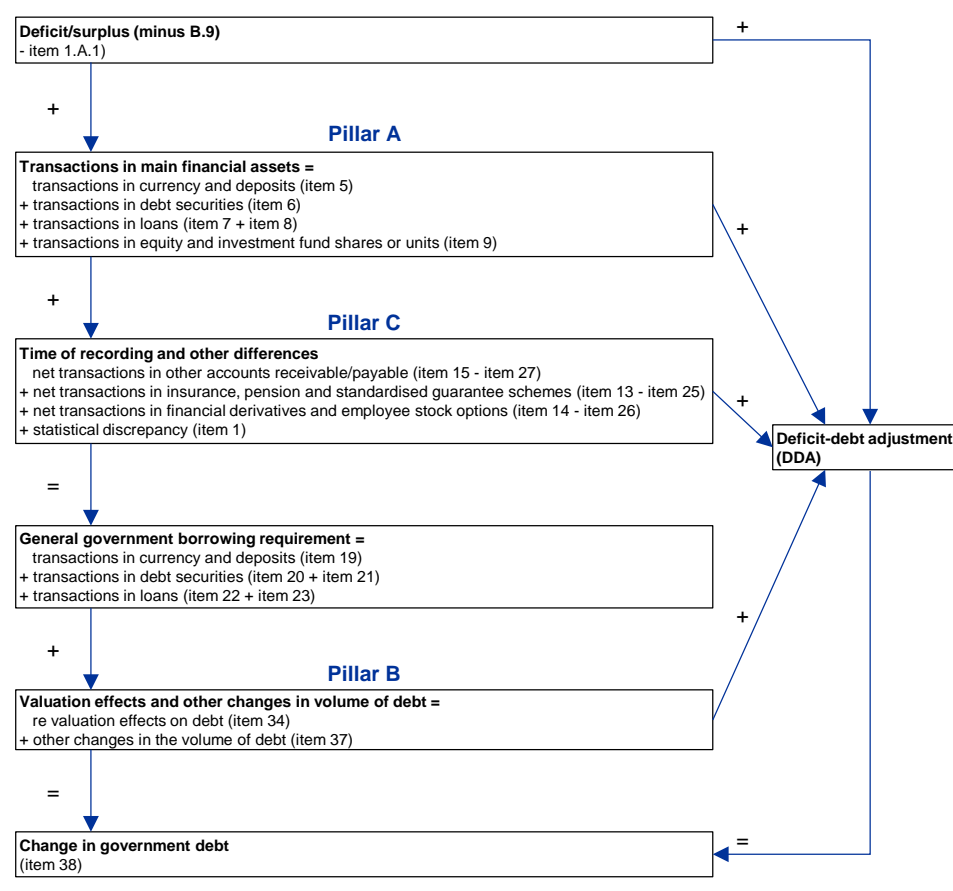 Deficit/surplus (minus B.9)
- item 1.A.1)
+
+
Pillar A
Transactions in main financial assets =
transactions in currency and deposits (item 5)
+ transactions in debt securities (item 6)
+ transactions in loans (item 7 + item 8)
+ transactions in equity and investment fund shares or units (item 9)
+
+
Pillar C
Time of recording and other differences
net transactions in other accounts receivable/payable (item 15 - item 27)
+ net transactions in insurance, pension and standardised guarantee schemes (item 13 - item 25)
+ net transactions in financial derivatives and employee stock options (item 14 - item 26)
+ statistical discrepancy (item 1)
+
Deficit-debt adjustment
(DDA)
=
General government borrowing requirement =
transactions in currency and deposits (item 19)
+ transactions in debt securities (item 20 + item 21)
+ transactions in loans (item 22 + item 23)
+
+
Pillar B
Valuation effects and other changes in volume of debt =
re valuation effects on debt (item 34)
+ other changes in the volume of debt (item 37)
=
Change in government debt
(item 38)
=